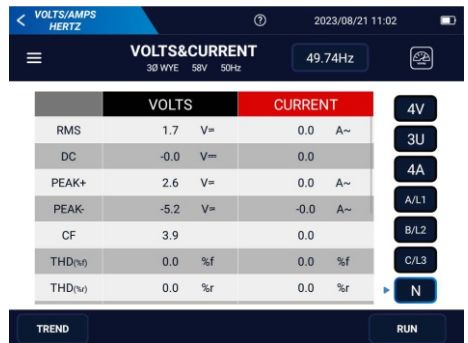 VOLTS/AMPS
HERTZ
2023/08/21 11:02
VOLTS&CURRENT
3Ø WYE 58V 50Hz
49.74Hz
VOLTS CURRENT
RMS 1.7 V≂ 0.0 A~
DC -0.0 V⎓ 0.0
PEAK+ 2.6 V≂ 0.0 A~
PEAK- -5.2 V≂ -0.0 A~
CF 3.9 0.0
THD(%f) 0.0 %f 0.0 %f
THD(%r) 0.0 %r 0.0 %r
4V
3U
4A
A/L1
B/L2
C/L3
N
TREND
RUN